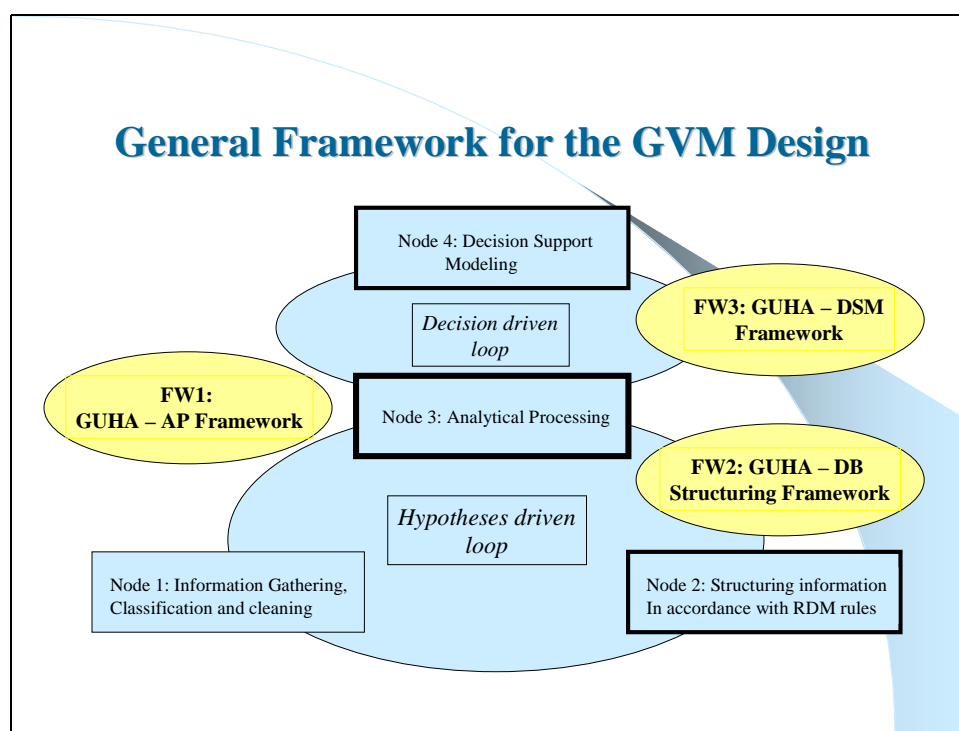 General Framework for the GVM Design
Node 4: Decision Support
Modeling
FW3: GUHA – DSM
Framework
Decision driven
loop
FW1:
GUHA – AP Framework
Node 3: Analytical Processing
FW2: GUHA – DB
Structuring Framework
Hypotheses driven
loop
Node 1: Information Gathering,
Classification and cleaning
Node 2: Structuring information
In accordance with RDM rules